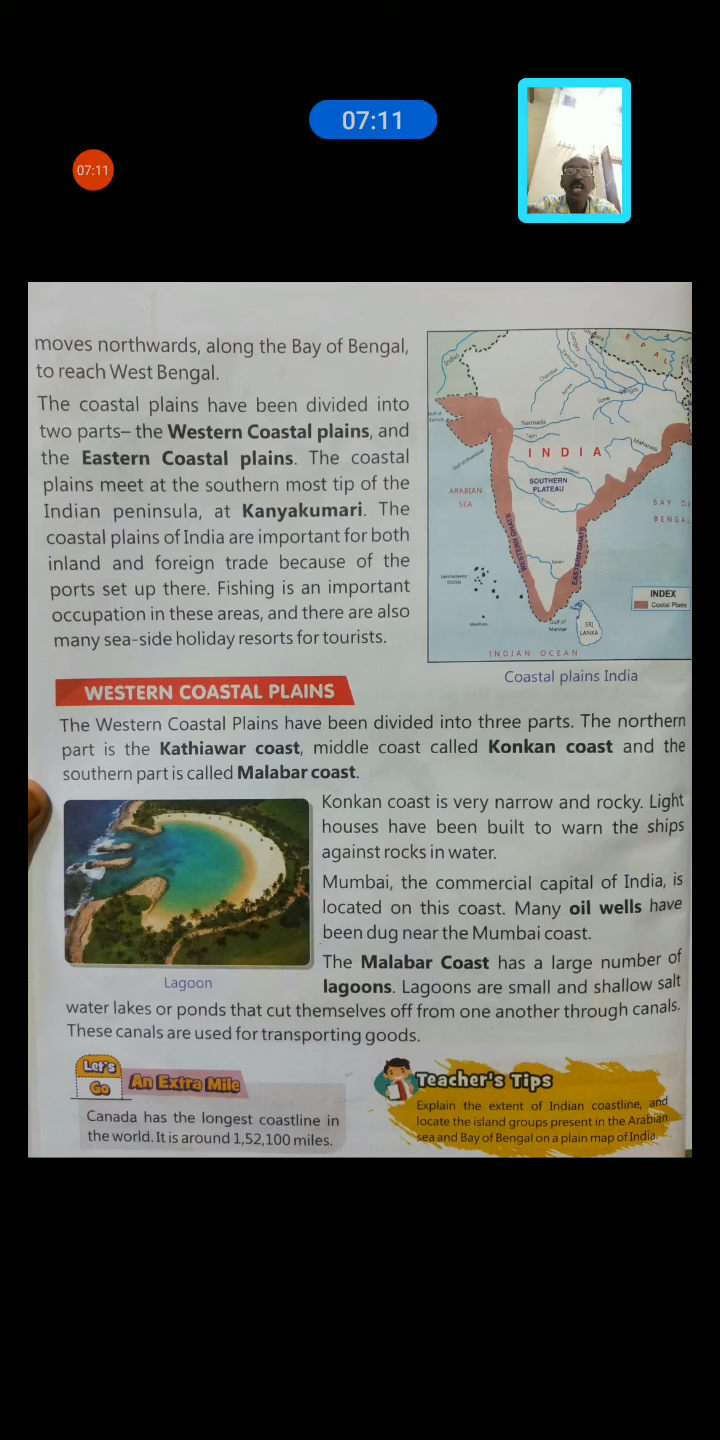 07:11
07:11
moves northwards, along the Bay of Bengal,
to reach West Bengal.
The coastal plains have been divided into
two parts– the Western Coastal plains, and
the Eastern Coastal plains. The coastal
plains meet at the southern most tip of the
Indian peninsula, at Kanyakumari. The
coastal plains of India are important for both
inland and foreign trade because of the
ports set up there. Fishing is an important
occupation in these areas, and there are also
many sea-side holiday resorts for tourists.
Indus
Chambal
Sone
Ganges
Narmada
Tapti
Mahanadi
INDIA
SOUTHERN
PLATEAU
ARABIAN
SEA
BAY OF
BENGAL
WESTERN GHATS
EASTERN GHATS
Maldives
Gulf of
Mannar
SRI
LANKA
INDEX
Coastal Plains
INDIAN OCEAN
Coastal plains India
WESTERN COASTAL PLAINS
The Western Coastal Plains have been divided into three parts. The northern
part is the Kathiawar coast, middle coast called Konkan coast and the
southern part is called Malabar coast.
Konkan coast is very narrow and rocky. Light
houses have been built to warn the ships
against rocks in water.
Mumbai, the commercial capital of India, is
located on this coast. Many oil wells have
been dug near the Mumbai coast.
The Malabar Coast has a large number of
lagoons. Lagoons are small and shallow salt
Lagoon
water lakes or ponds that cut themselves off from one another through canals.
These canals are used for transporting goods.
Let's
Go
An Extra Mile
Canada has the longest coastline in
the world. It is around 1,52,100 miles.
Teacher's Tips
Explain the extent of Indian coastline, and
locate the island groups present in the Arabian
sea and Bay of Bengal on a plain map of India.